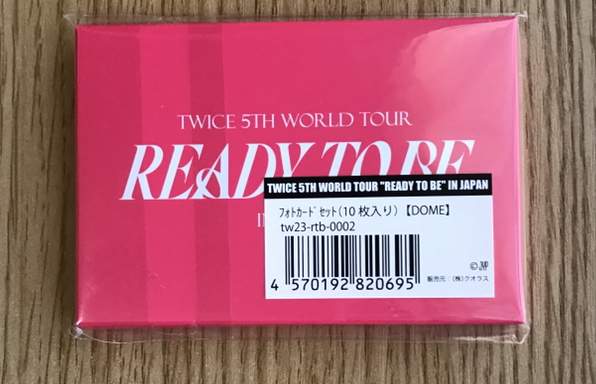 TWICE 5TH WORLD TOUR
READY TO BE
TWICE 5TH WORLD TOUR "READY TO BE" IN JAPAN
ﾌｫﾄｶｰﾄﾞｾｯﾄ(10枚入り)【DOME】
tw23-rtb-0002
4 570192 820695
販売元：(株)クオラス